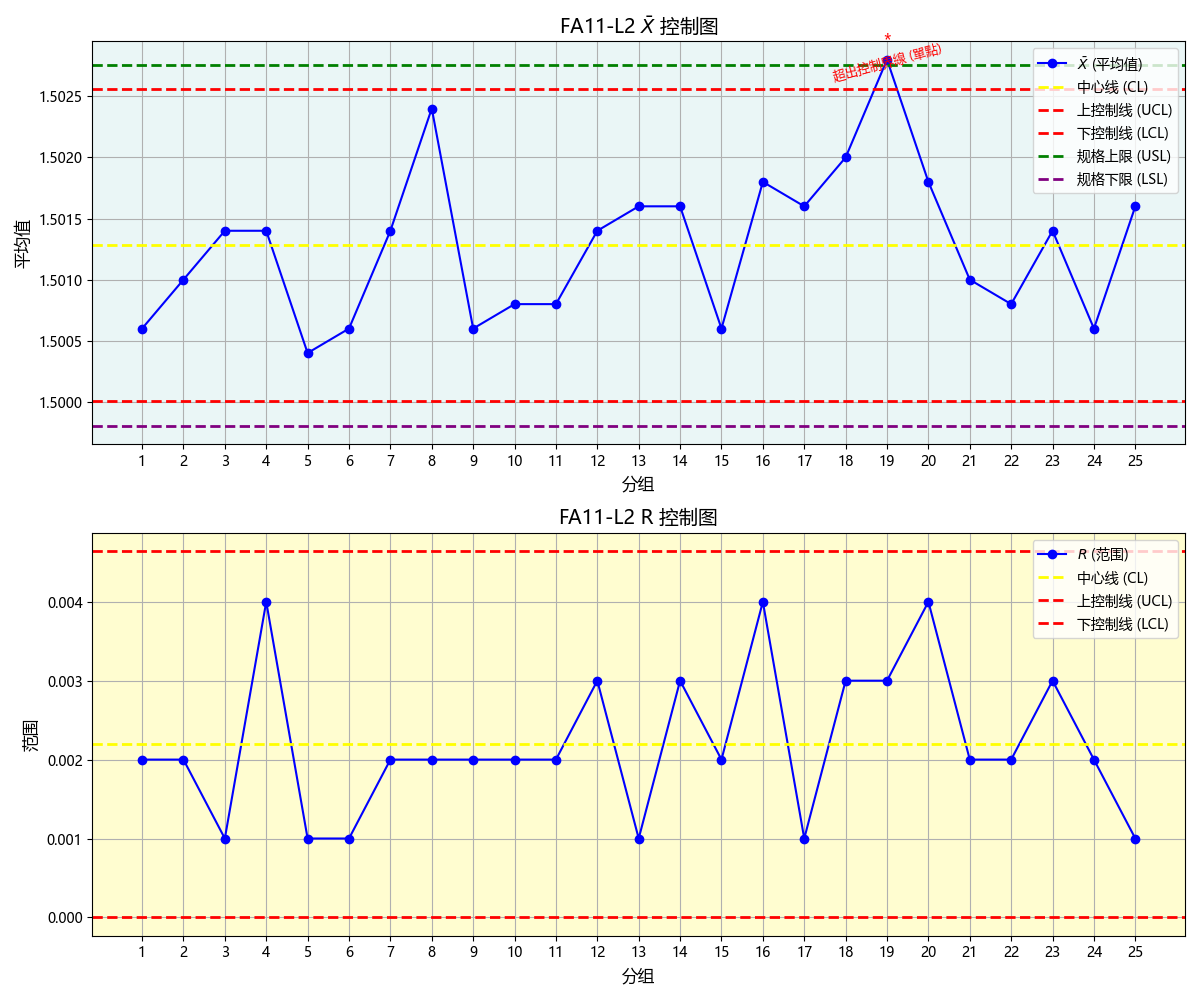 FA11-L2 X̄ 控制图
*
超出控制界線 (單點)
X̄ (平均值)
中心线 (CL)
上控制线 (UCL)
下控制线 (LCL)
规格上限 (USL)
规格下限 (LSL)
平均值
1.5025
1.5020
1.5015
1.5010
1.5005
1.5000
1 2 3 4 5 6 7 8 9 10 11 12 13 14 15 16 17 18 19 20 21 22 23 24 25
分组
FA11-L2 R 控制图
R (范围)
中心线 (CL)
上控制线 (UCL)
下控制线 (LCL)
范围
0.004
0.003
0.002
0.001
0.000
1 2 3 4 5 6 7 8 9 10 11 12 13 14 15 16 17 18 19 20 21 22 23 24 25
分组